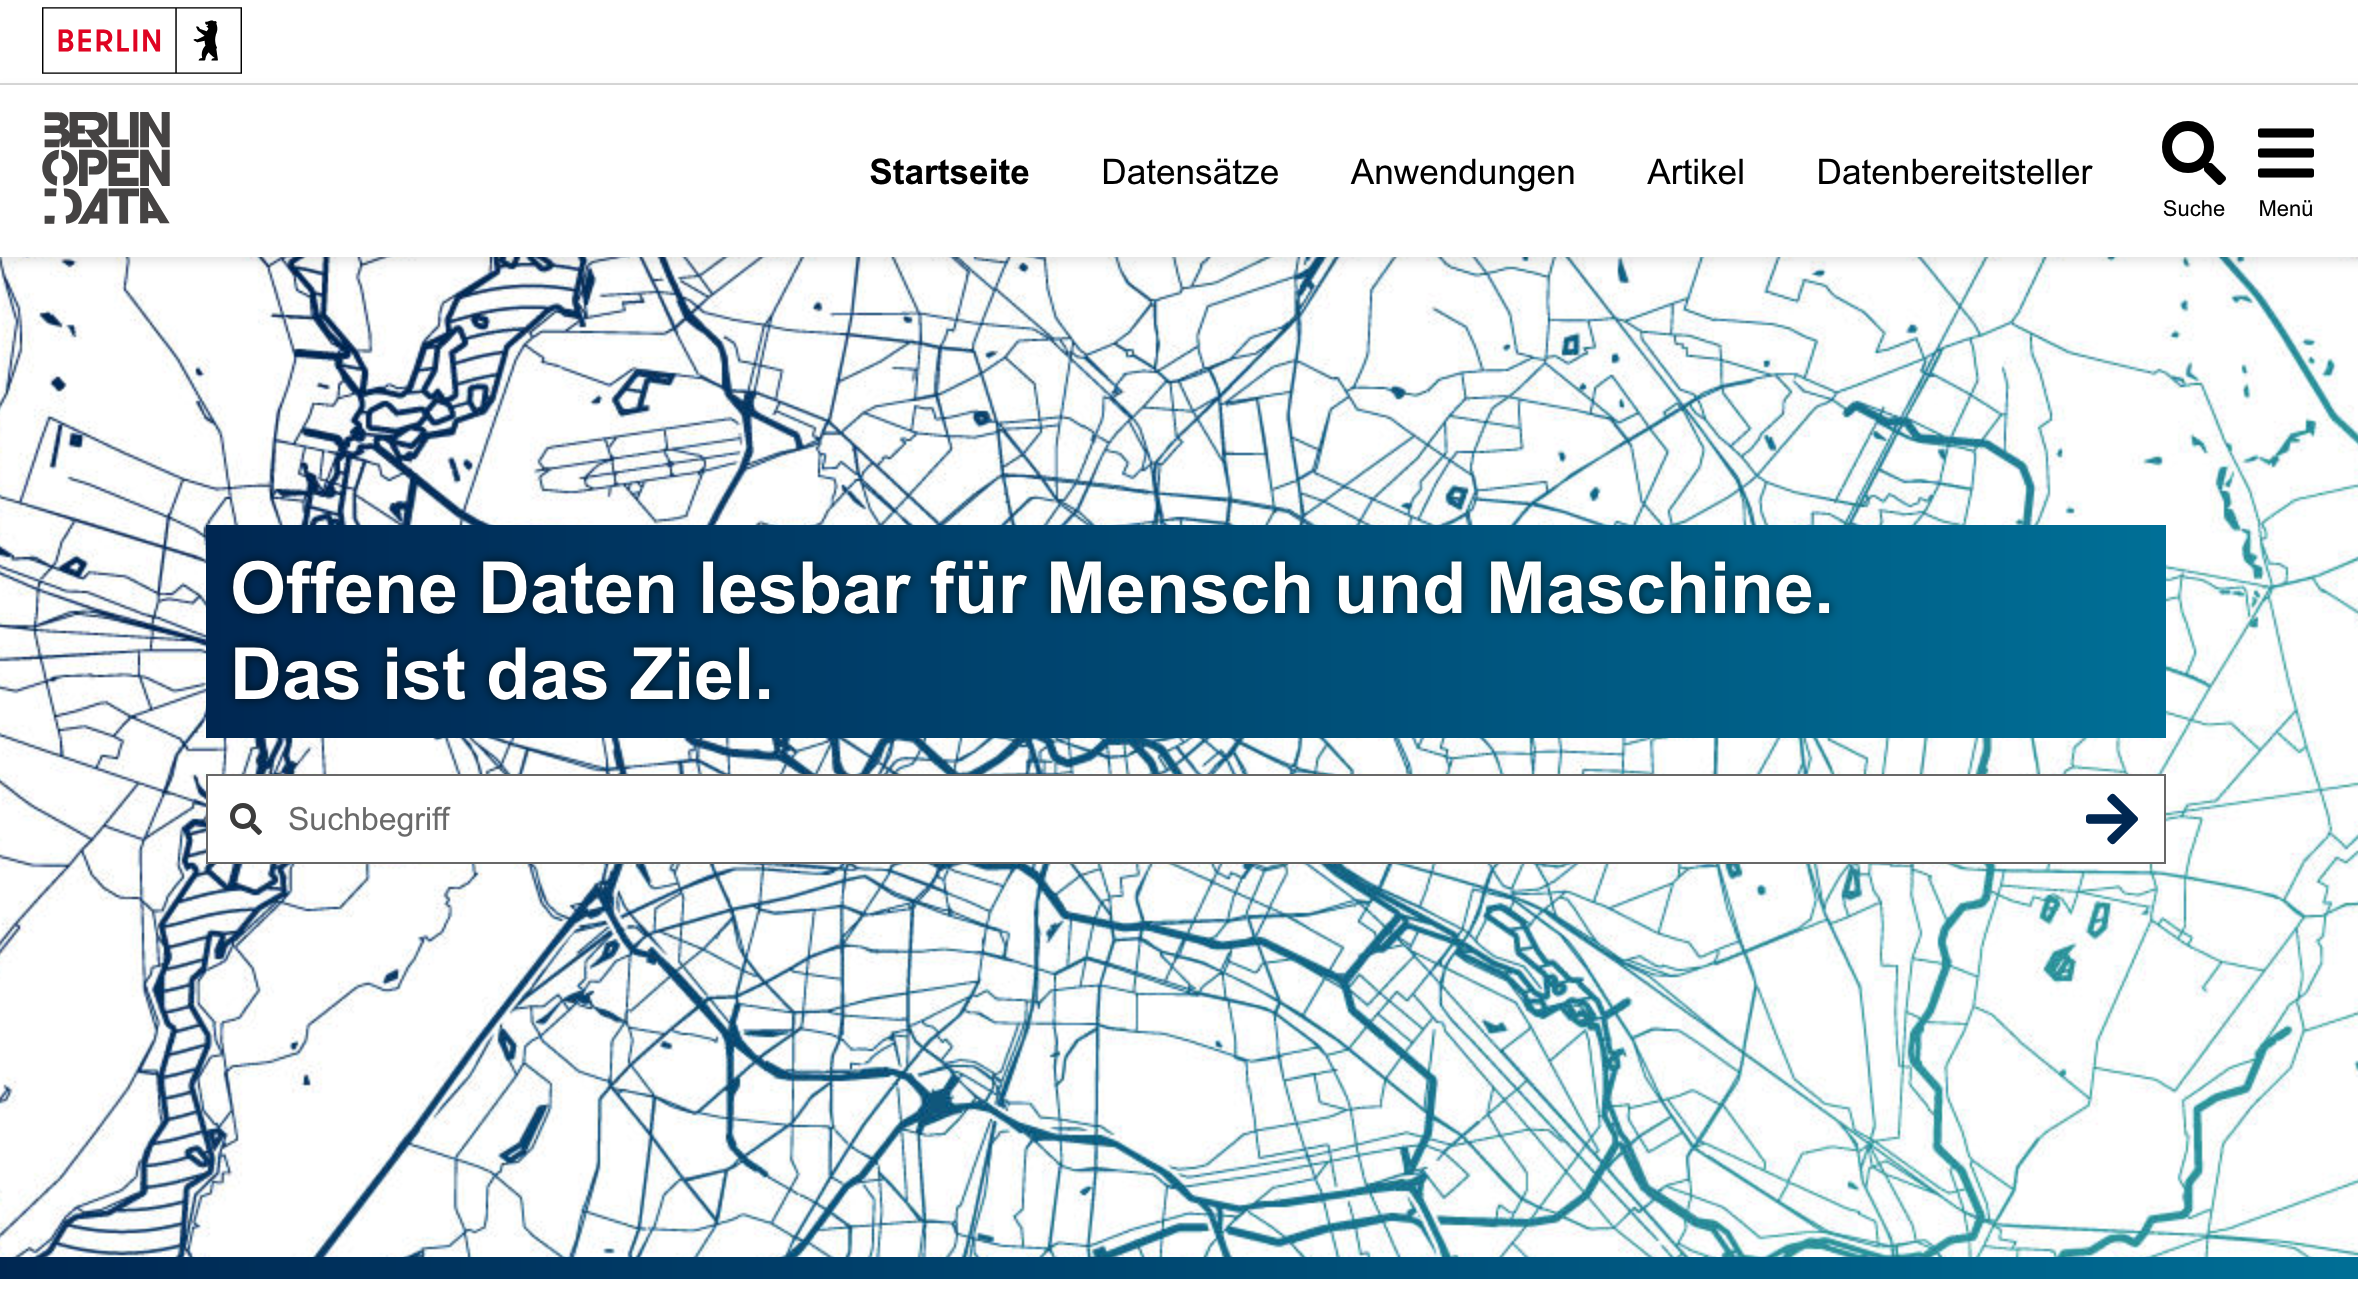 BERLIN
BERLIN
OPEN
DATA
Startseite
Datensätze
Anwendungen
Artikel
Datenbereitsteller
Suche
Menü
Offene Daten lesbar für Mensch und Maschine.
Das ist das Ziel.
Suchbegriff